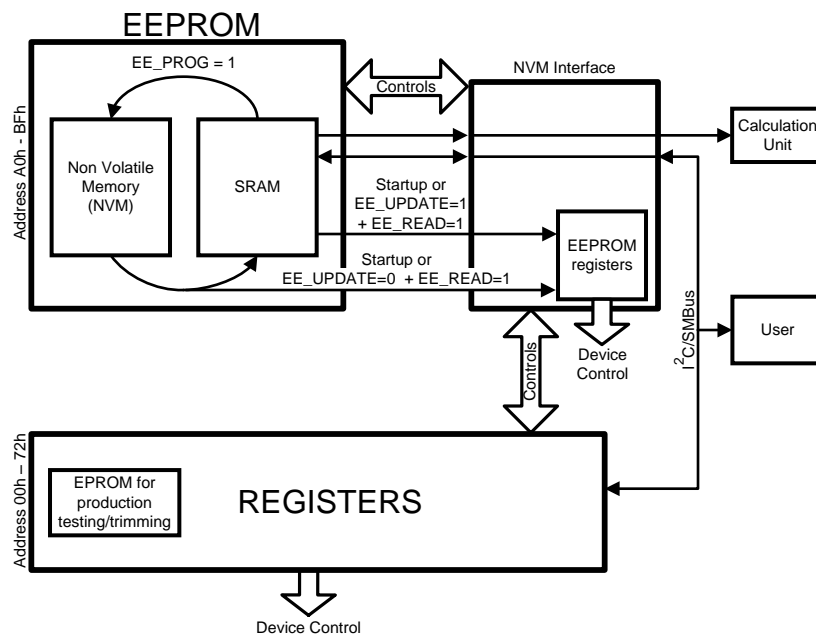 EEPROM
EE_PROG = 1
Controls
NVM Interface
Address A0h - BFh
Non Volatile
Memory
(NVM)
SRAM
Calculation
Unit
Startup or
EE_UPDATE=1
+ EE_READ=1
EEPROM
registers
Startup or
EE_UPDATE=0 + EE_READ=1
I²C/SMBus
User
Controls
Device
Control
Address 00h – 72h
EPROM for
production
testing/trimming
REGISTERS
Device Control